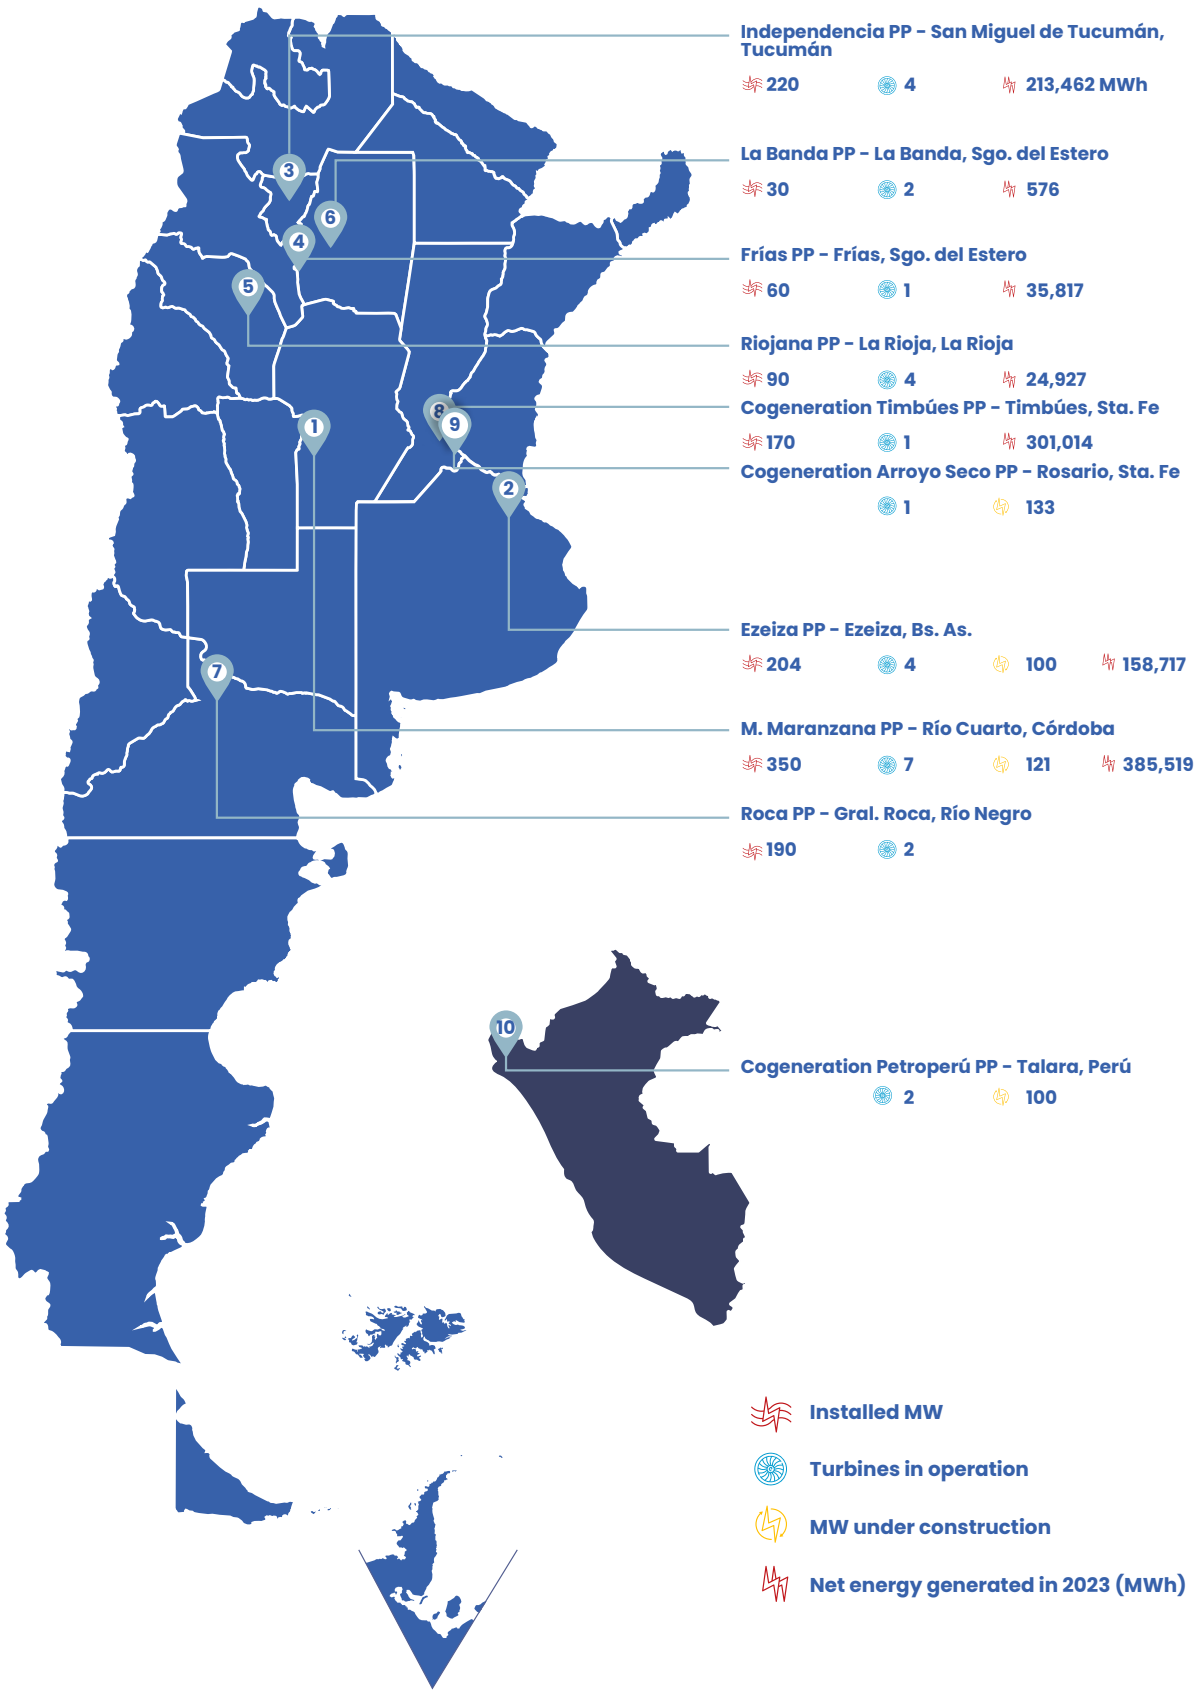 Independencia PP - San Miguel de Tucumán,
Tucumán
220 4 213,462 MWh
La Banda PP - La Banda, Sgo. del Estero
30 2 576
Frías PP - Frías, Sgo. del Estero
60 1 35,817
Riojana PP - La Rioja, La Rioja
90 4 24,927
Cogeneration Timbúes PP - Timbúes, Sta. Fe
170 1 301,014
Cogeneration Arroyo Seco PP - Rosario, Sta. Fe
1 133
Ezeiza PP - Ezeiza, Bs. As.
204 4 100 158,717
M. Maranzana PP - Río Cuarto, Córdoba
350 7 121 385,519
Roca PP - Gral. Roca, Río Negro
190 2
Cogeneration Petroperú PP - Talara, Perú
2 100
3
6
4
5
8
1
9
2
7
10
Installed MW
Turbines in operation
MW under construction
Net energy generated in 2023 (MWh)